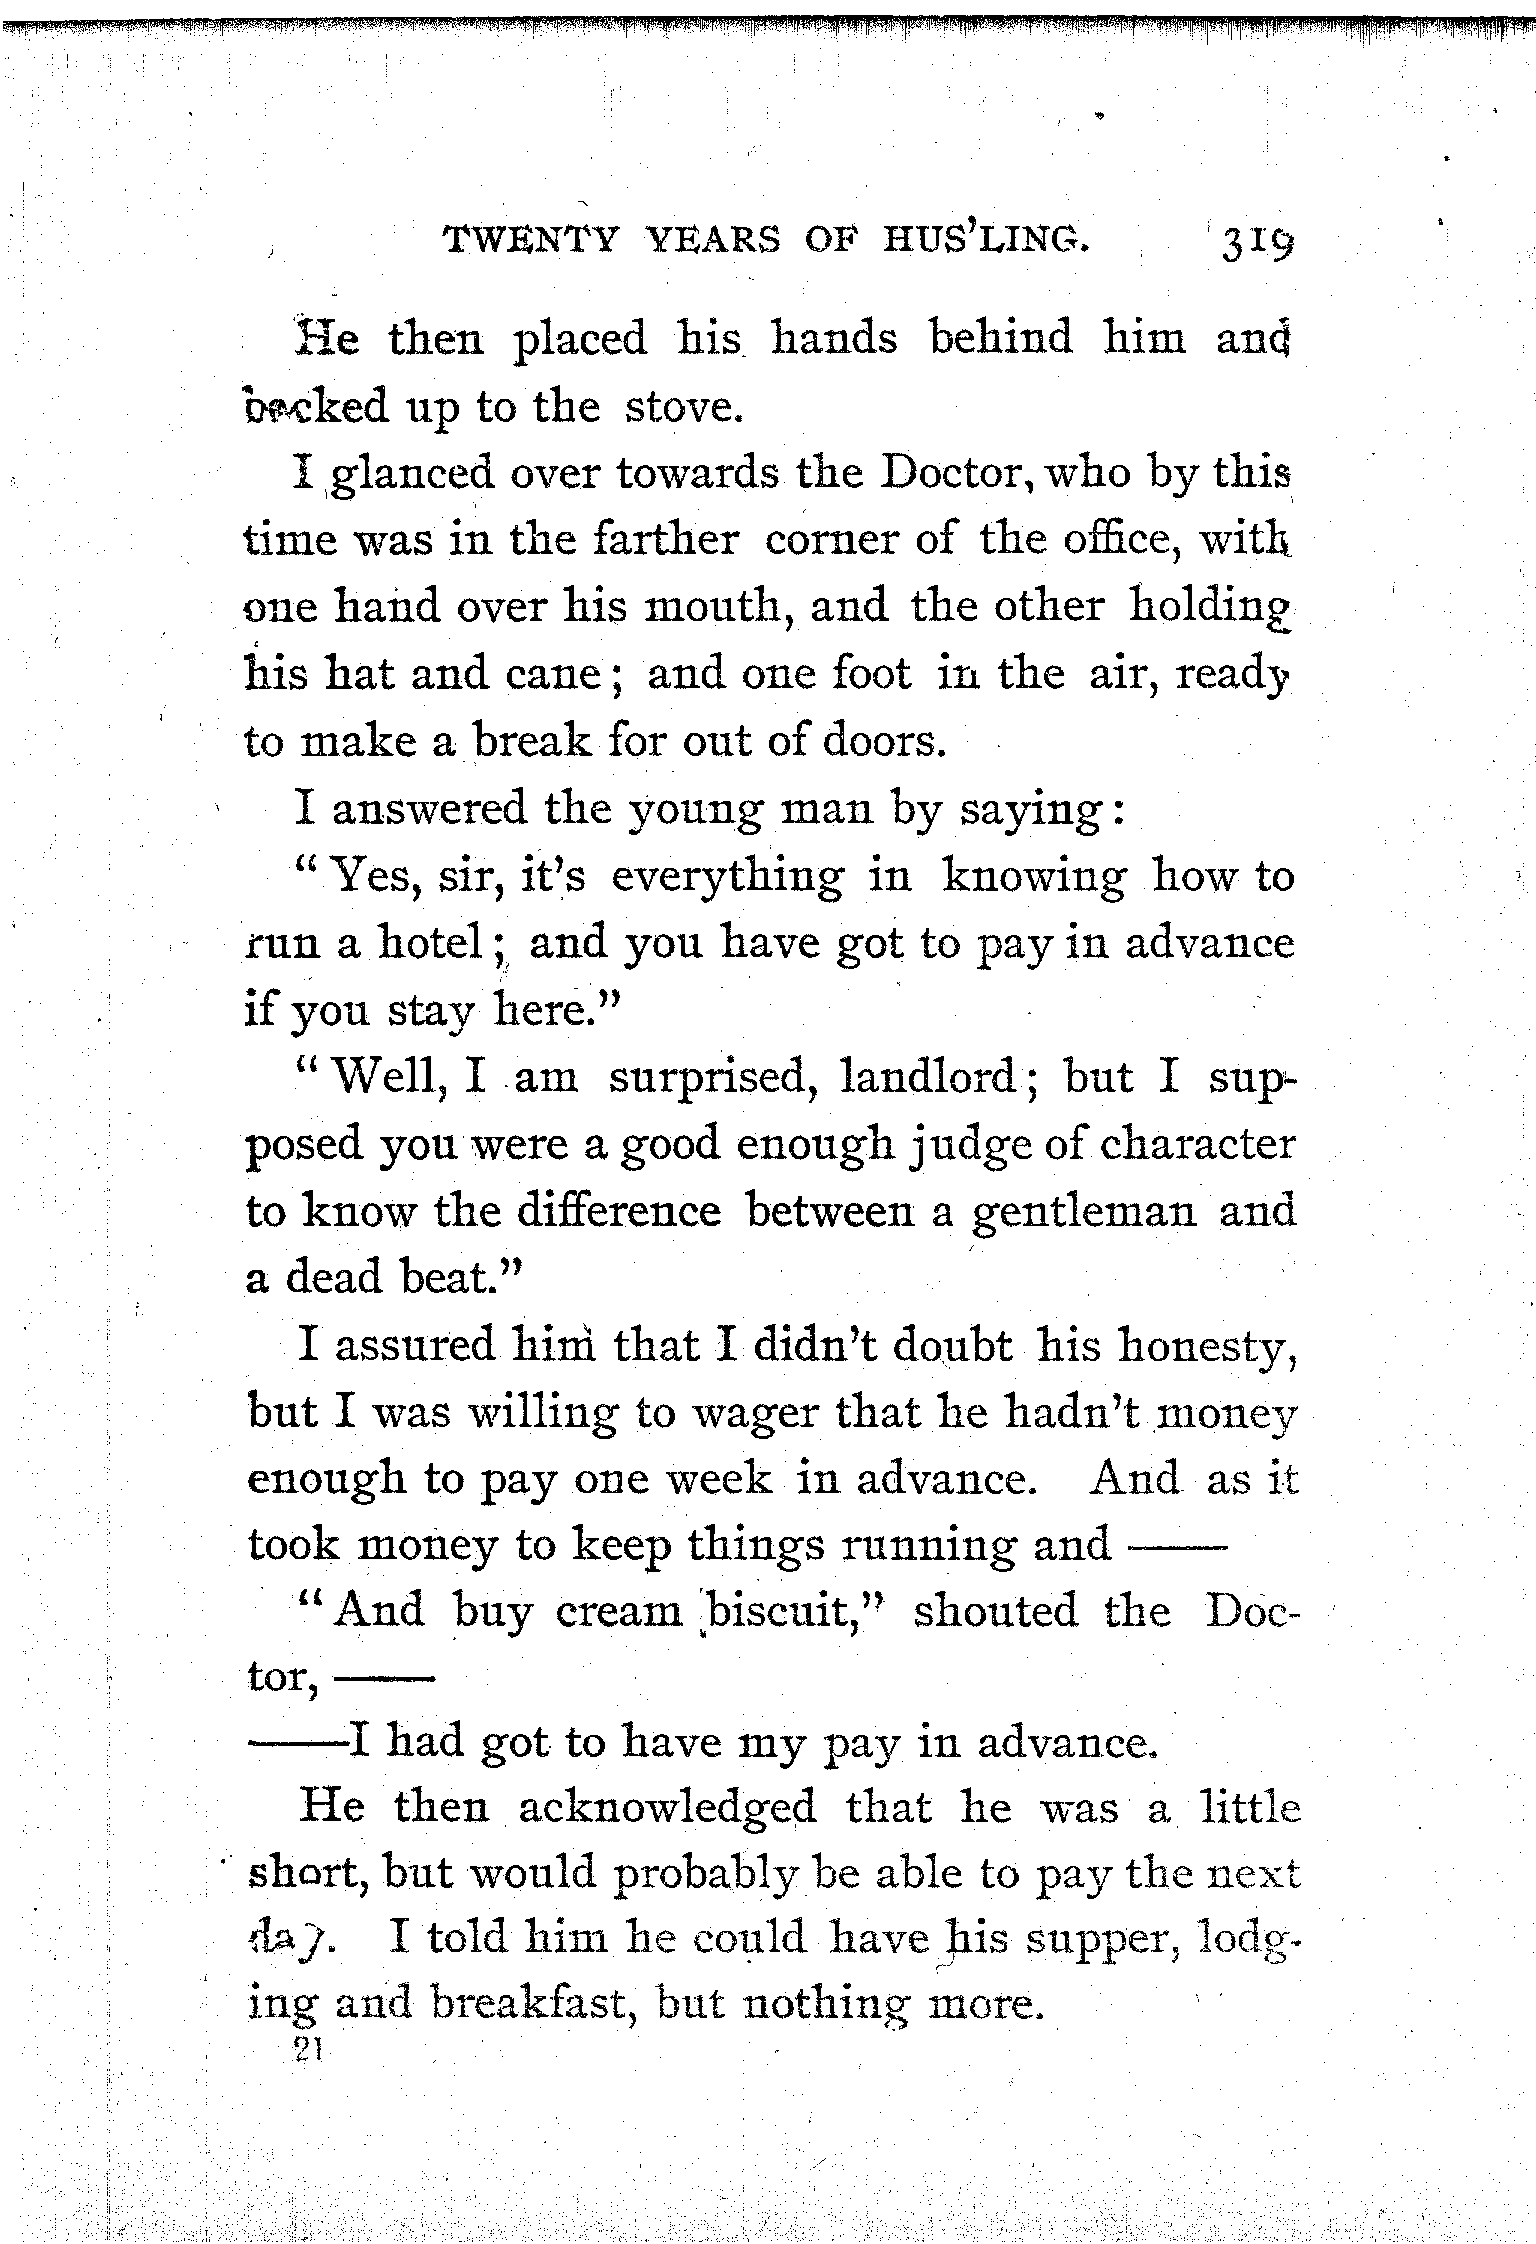 TWENTY YEARS OF HUS'LING. 319
He then placed his hands behind him and
backed up to the stove.
I glanced over towards the Doctor, who by this
time was in the farther corner of the office, with
one hand over his mouth, and the other holding
his hat and cane; and one foot in the air, ready
to make a break for out of doors.
I answered the young man by saying:
"Yes, sir, it's everything in knowing how to
run a hotel; and you have got to pay in advance
if you stay here."
"Well, I am surprised, landlord; but I sup-
posed you were a good enough judge of character
to know the difference between a gentleman and
a dead beat."
I assured him that I didn't doubt his honesty,
but I was willing to wager that he hadn't money
enough to pay one week in advance. And as it
took money to keep things running and ——
"And buy cream biscuit," shouted the Doc-
tor, ——
——I had got to have my pay in advance.
He then acknowledged that he was a little
short, but would probably be able to pay the next
day. I told him he could have his supper, lodg-
ing and breakfast, but nothing more.
21